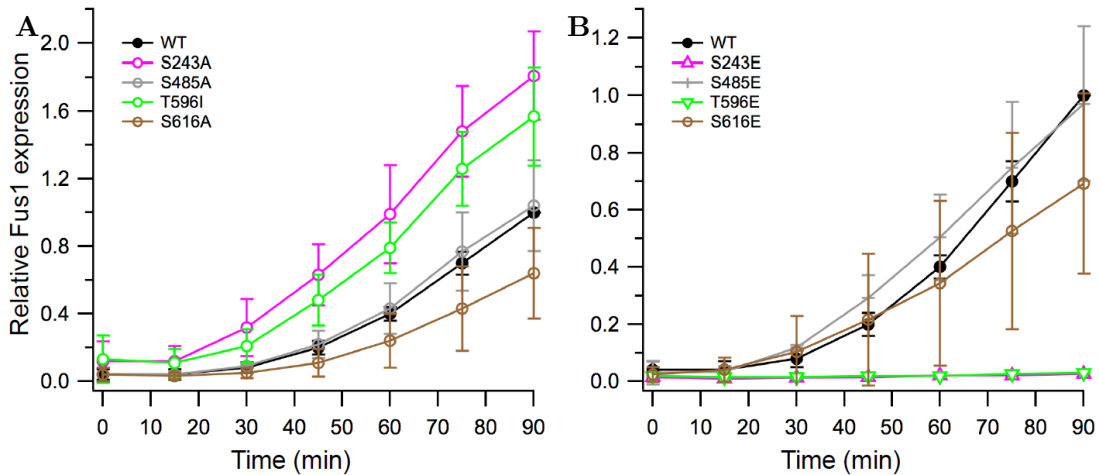 A
WT
S243A
S485A
T596I
S616A
Relative Fus1 expression
2.0
1.6
1.2
0.8
0.4
0.0
0 10 20 30 40 50 60 70 80 90
Time (min)
B
WT
S243E
S485E
T596E
S616E
1.2
1.0
0.8
0.6
0.4
0.2
0.0
0 10 20 30 40 50 60 70 80 90
Time (min)